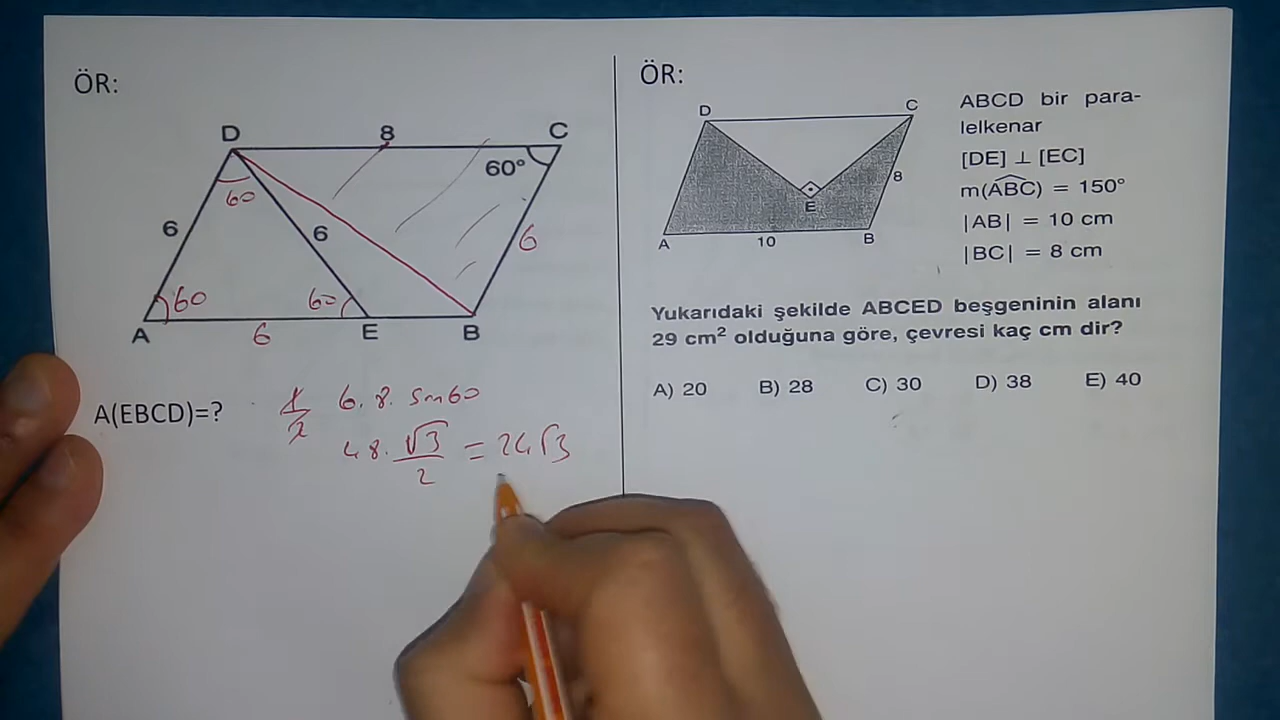 ÖR:
D 8 C
60°
60
6 6 6
60 60
A 6 E B
A(EBCD)=?
1/2 6.8. sin60
48. √3/2 = 24√3
ÖR:
D C
8
E
A 10 B
ABCD bir para-
lelkenar
[DE] ⊥ [EC]
m(ABC) = 150°
|AB| = 10 cm
|BC| = 8 cm
Yukarıdaki şekilde ABCED beşgeninin alanı
29 cm² olduğuna göre, çevresi kaç cm dir?
A) 20 B) 28 C) 30 D) 38 E) 40